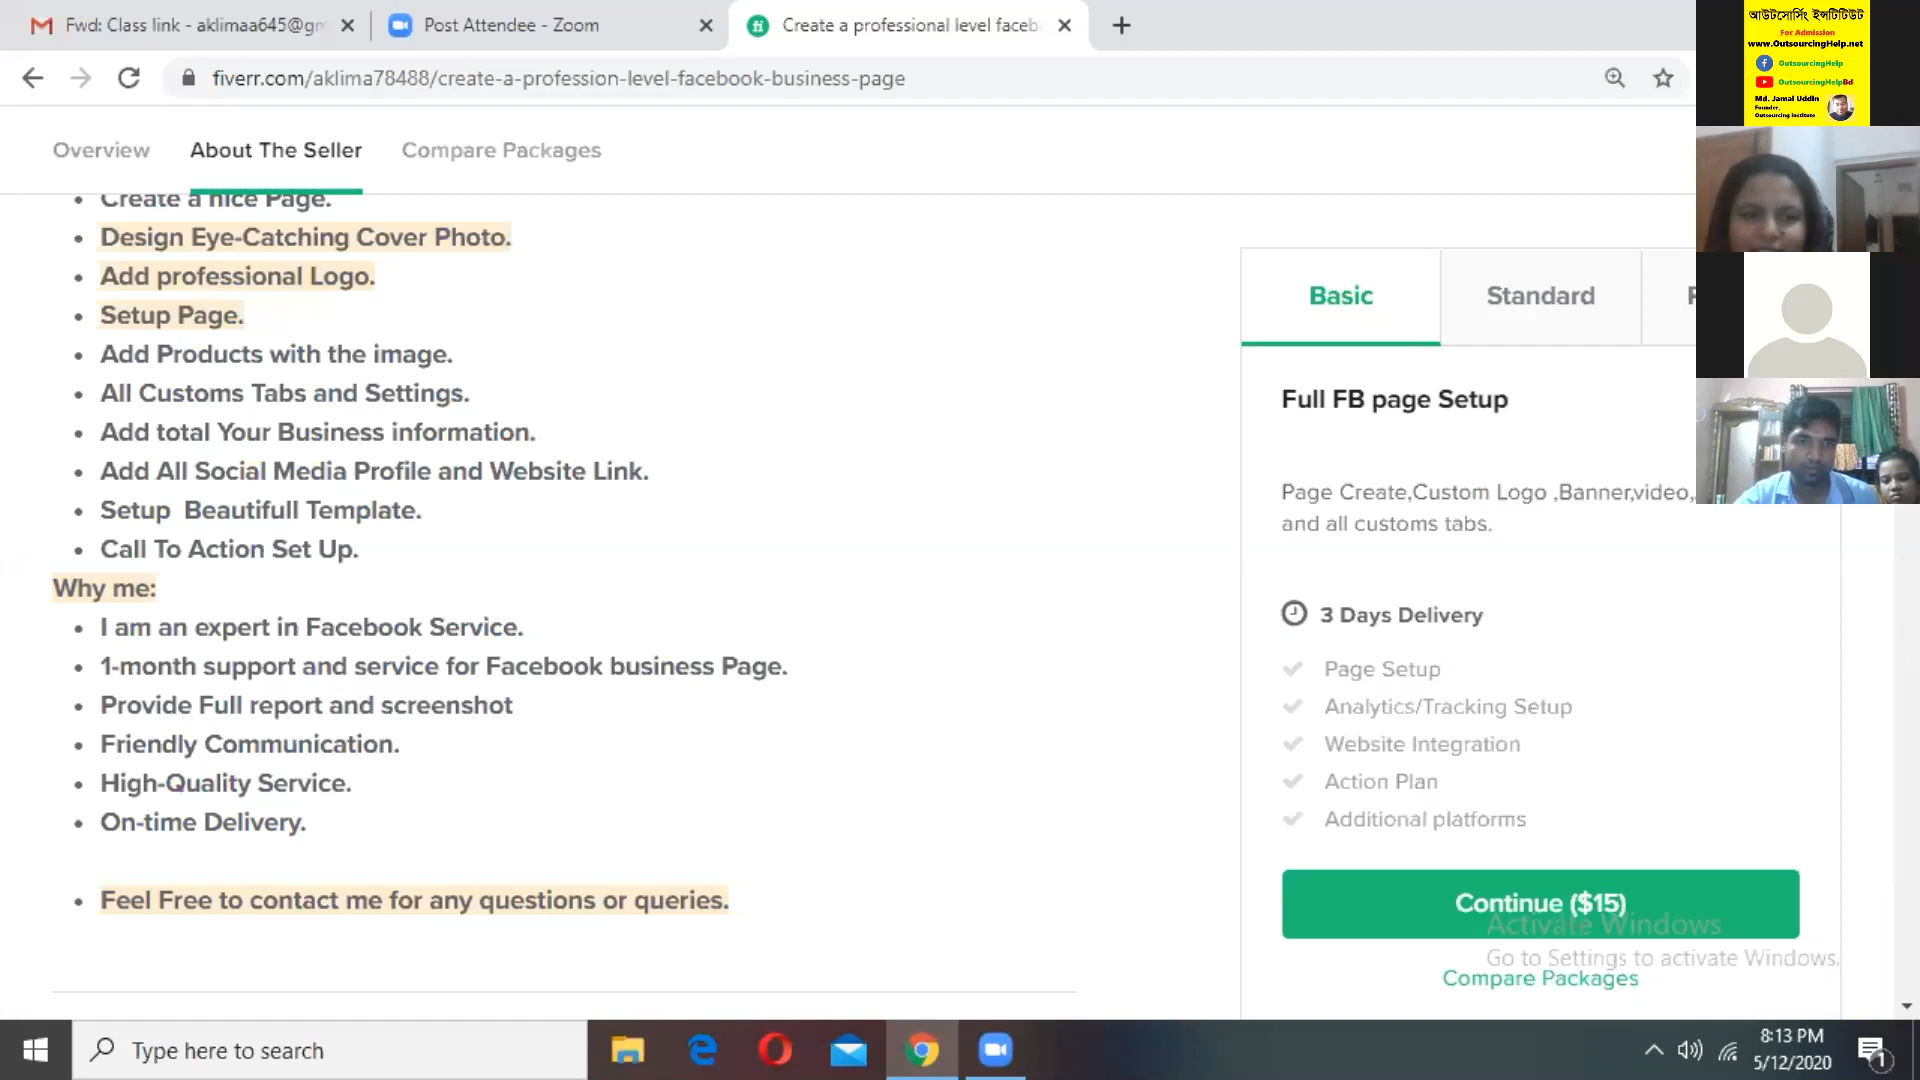 Fwd: Class link - aklimaa645@gm
Post Attendee - Zoom
Create a professional level faceb
fiverr.com/aklima78488/create-a-profession-level-facebook-business-page
আউটসোর্সিং ইন্সটিটিউট
For Admission
www.OutsourcingHelp.net
OutsourcingHelp
OutsourcingHelpBd
Md. Jamal Uddin
Founder,
Outsourcing Institute
Overview
About The Seller
Compare Packages
Create a nice Page.
Design Eye-Catching Cover Photo.
Add professional Logo.
Setup Page.
Add Products with the image.
All Customs Tabs and Settings.
Add total Your Business information.
Add All Social Media Profile and Website Link.
Setup  Beautifull Template.
Call To Action Set Up.
Why me:
I am an expert in Facebook Service.
1-month support and service for Facebook business Page.
Provide Full report and screenshot
Friendly Communication.
High-Quality Service.
On-time Delivery.
Feel Free to contact me for any questions or queries.
Basic
Standard
Full FB page Setup
Page Create,Custom Logo ,Banner,video,
and all customs tabs.
3 Days Delivery
Page Setup
Analytics/Tracking Setup
Website Integration
Action Plan
Additional platforms
Continue ($15)
Activate Windows
Go to Settings to activate Windows.
Compare Packages
Type here to search
8:13 PM
5/12/2020
1